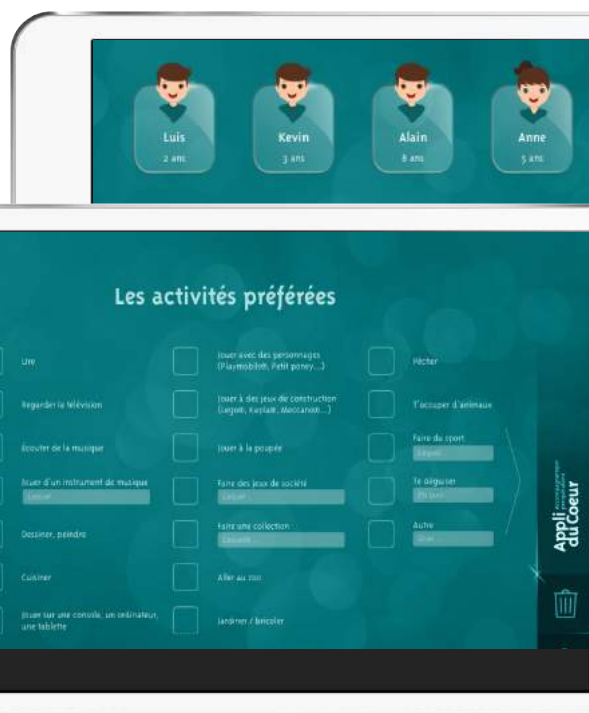 Luis
2 ans
Kevin
3 ans
Alain
8 ans
Anne
5 ans
Les activités préférées
Lire
Regarder la télévision
Écouter de la musique
Jouer d'un instrument de musique
Dessiner, peindre
Cuisiner
Jouer sur une console, un ordinateur,
une tablette
Jouer avec des personnages
(Playmobil®, Petit poney...)
Jouer à des jeux de construction
(Lego®, Kapla®, Meccano®...)
Jouer à la poupée
Faire des jeux de société
Faire une collection
Aller au zoo
Jardiner / bricoler
Pêcher
T'occuper d'animaux
Faire du sport
Te déguiser
Autre
Appli
du Coeur